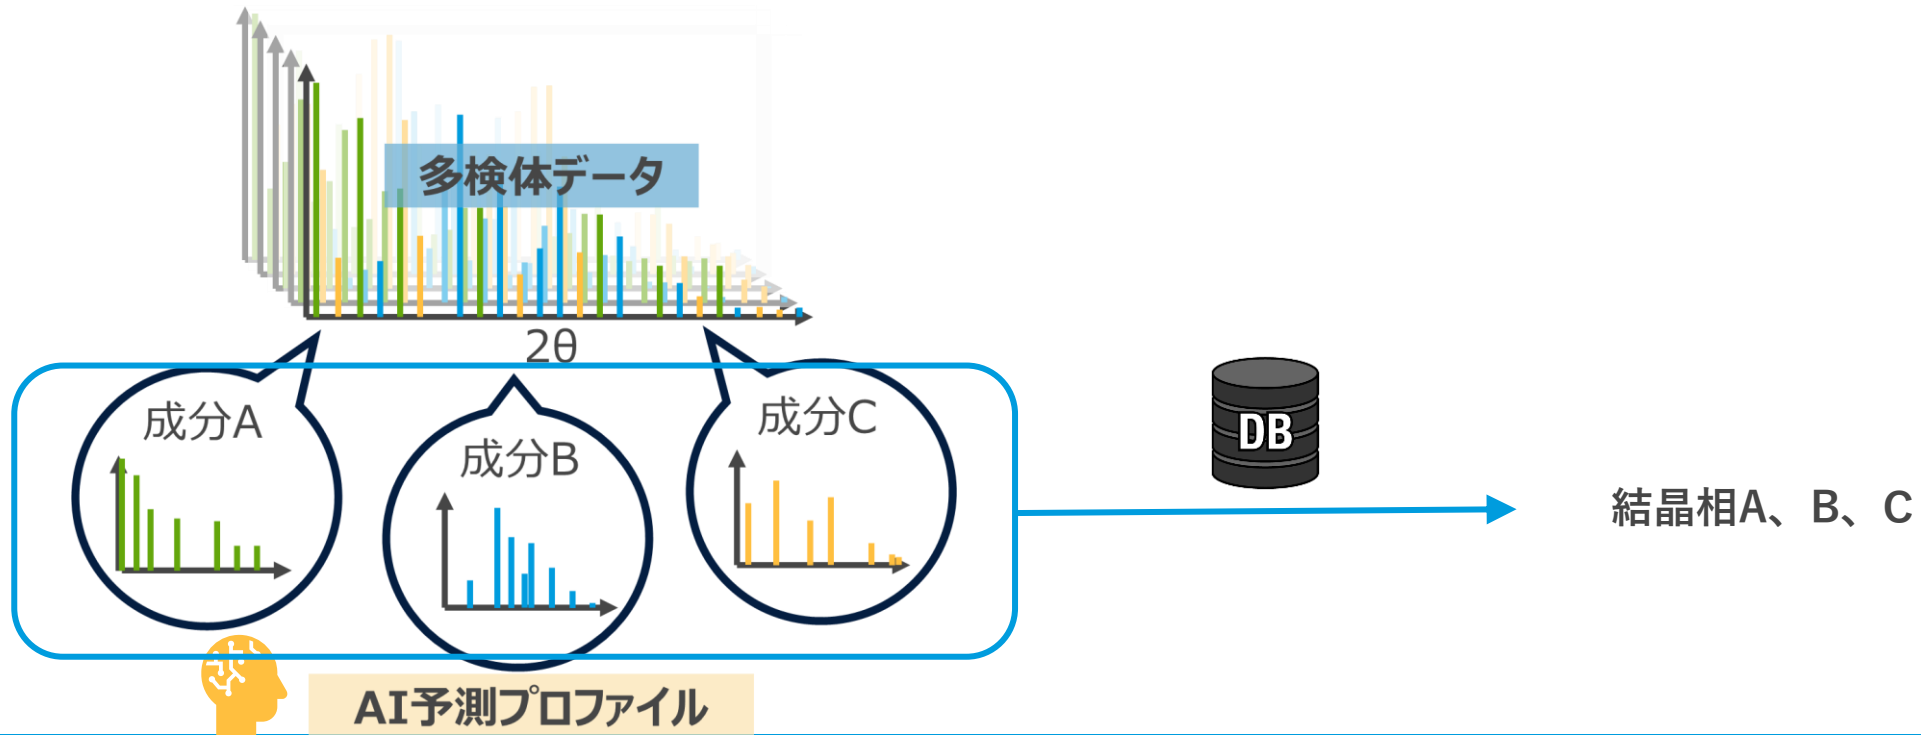 多検体データ
2θ
成分A
成分B
成分C
DB
結晶相A、B、C
AI予測プロファイル